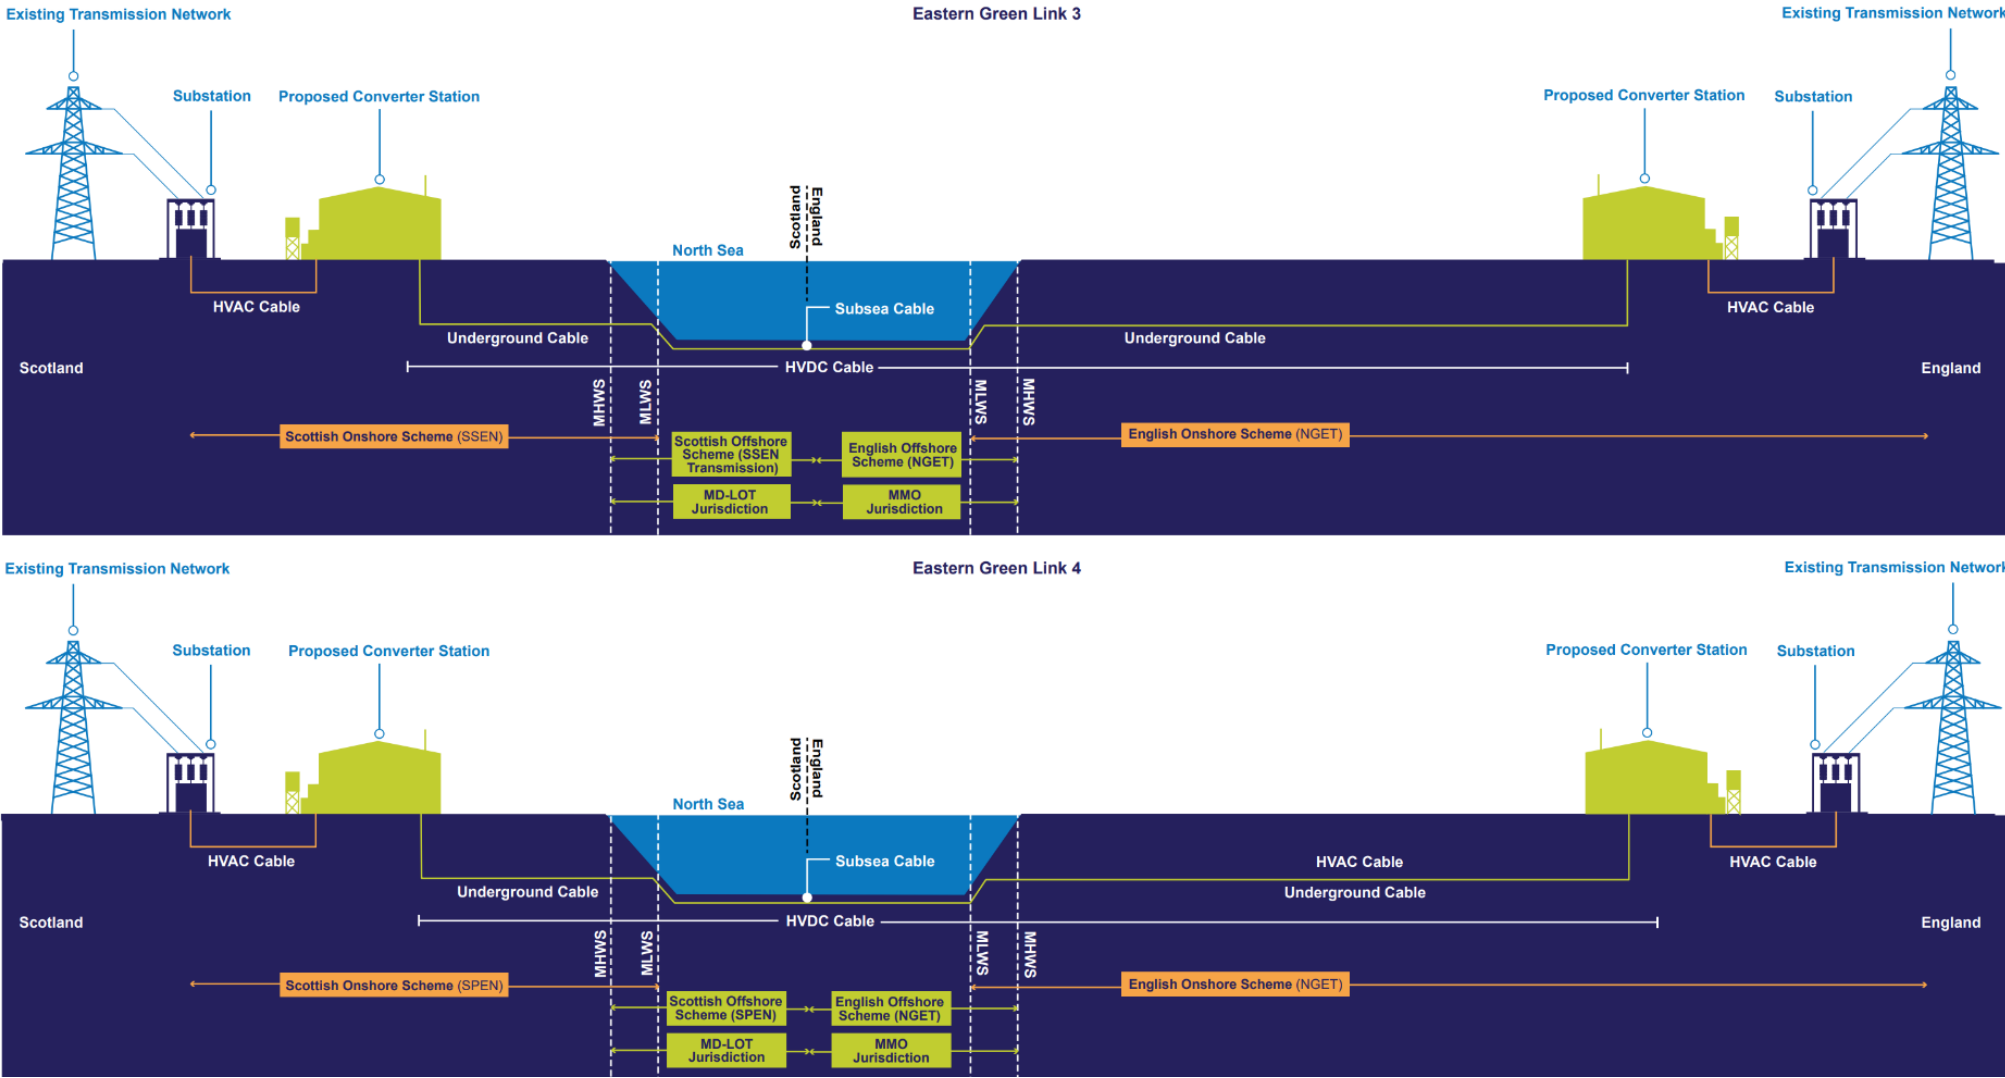 Existing Transmission Network
Eastern Green Link 3
Existing Transmission Network
Substation
Proposed Converter Station
Proposed Converter Station
Substation
Scotland
England
North Sea
HVAC Cable
Subsea Cable
HVAC Cable
Underground Cable
Underground Cable
Scotland
HVDC Cable
England
MHWS
MLWS
MLWS
MHWS
Scottish Onshore Scheme (SSEN)
Scottish Offshore
Scheme (SSEN
Transmission)
English Offshore
Scheme (NGET)
English Onshore Scheme (NGET)
MD-LOT
Jurisdiction
MMO
Jurisdiction
Existing Transmission Network
Eastern Green Link 4
Existing Transmission Network
Substation
Proposed Converter Station
Proposed Converter Station
Substation
Scotland
England
North Sea
HVAC Cable
Subsea Cable
HVAC Cable
HVAC Cable
Underground Cable
Underground Cable
Scotland
HVDC Cable
England
MHWS
MLWS
MLWS
MHWS
Scottish Onshore Scheme (SPEN)
English Onshore Scheme (NGET)
Scottish Offshore
Scheme (SPEN)
English Offshore
Scheme (NGET)
MD-LOT
Jurisdiction
MMO
Jurisdiction